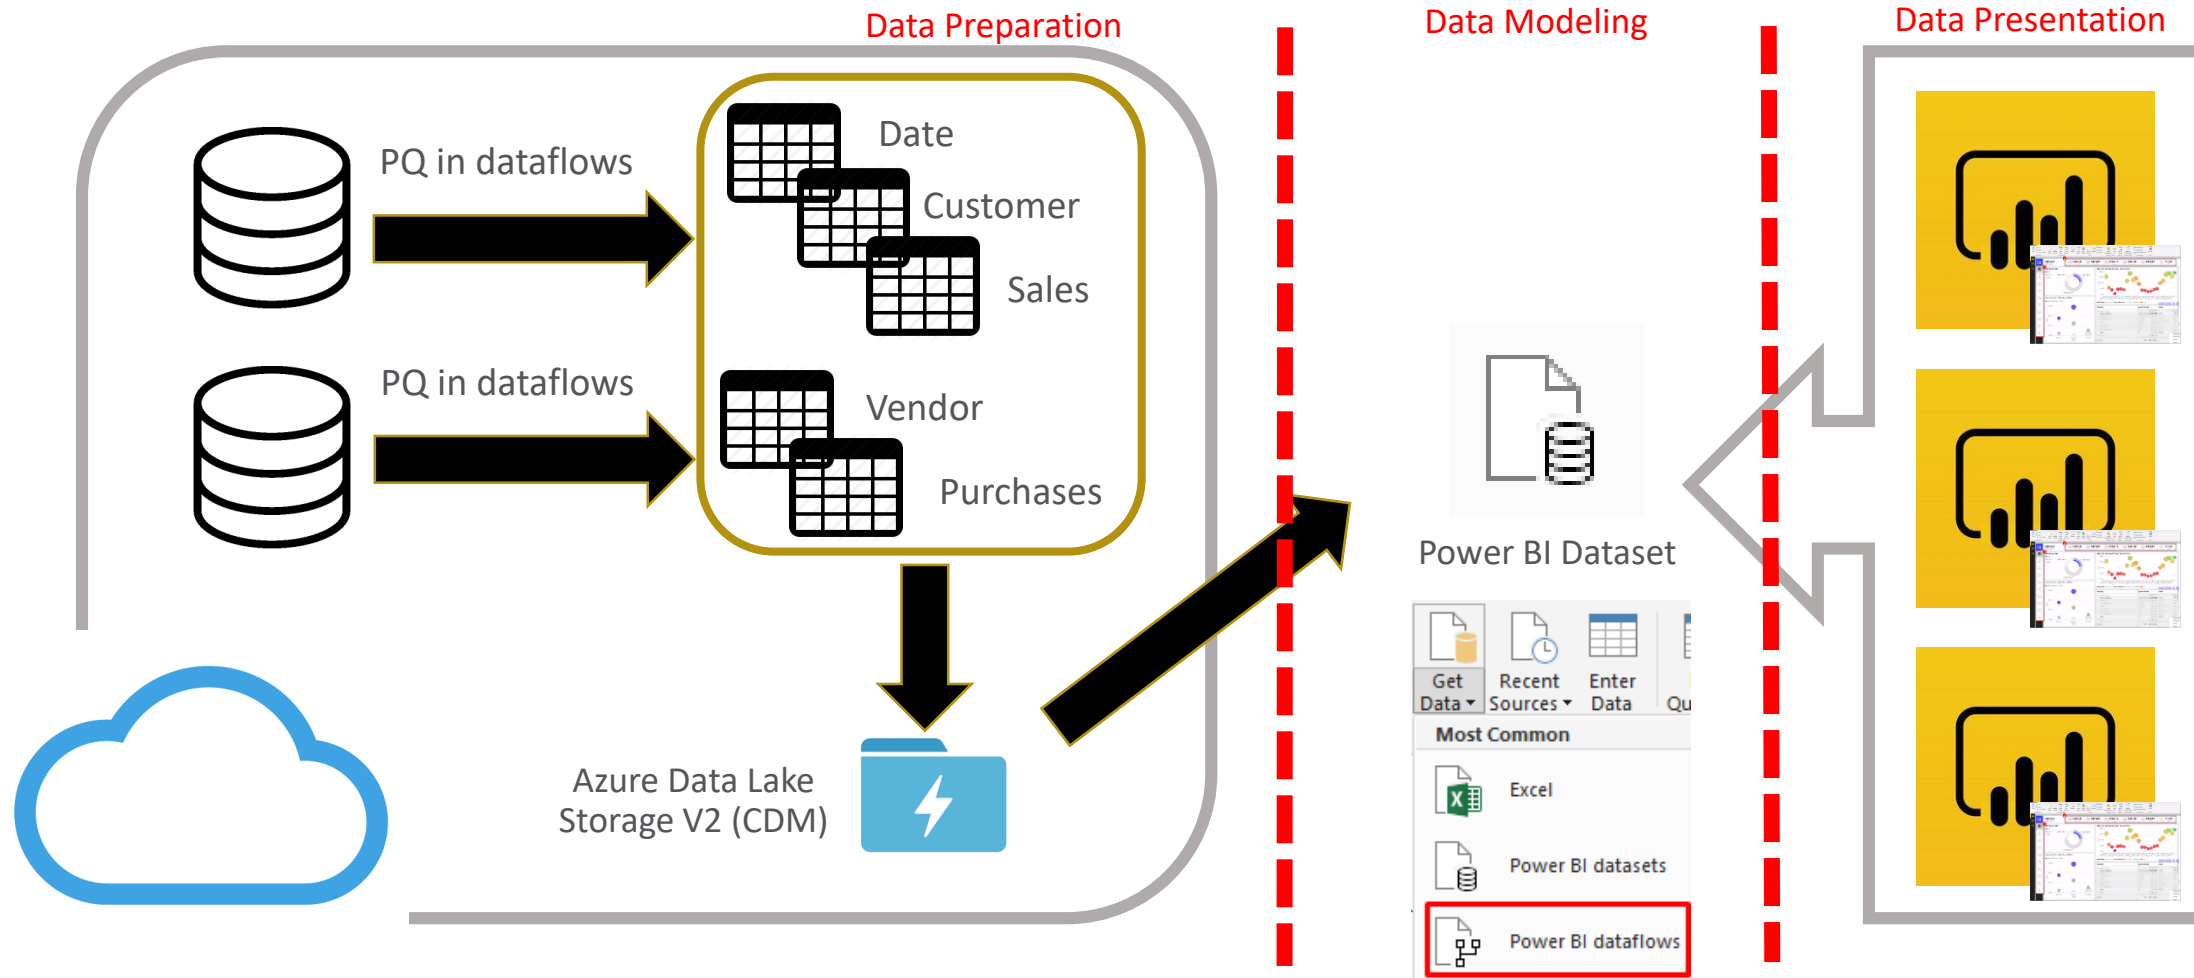 Data Preparation
Data Modeling
Data Presentation
PQ in dataflows
Date
Customer
Sales
PQ in dataflows
Vendor
Purchases
Azure Data Lake
Storage V2 (CDM)
Power BI Dataset
Get
Data
Recent
Sources
Enter
Data
Qu
Most Common
Excel
Power BI datasets
Power BI dataflows